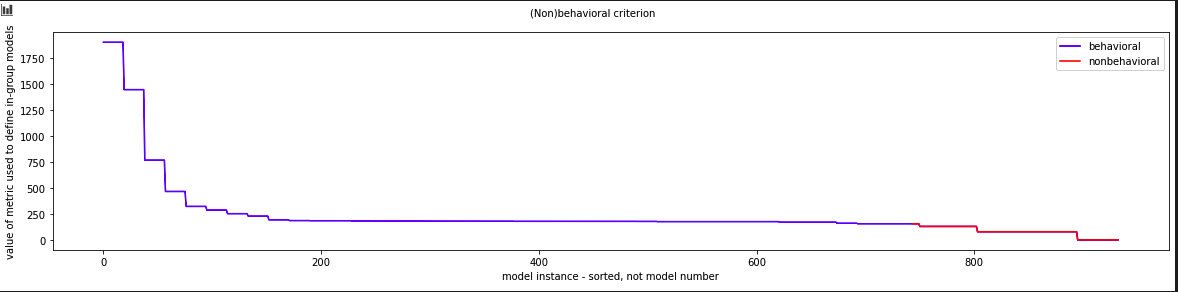 (Non)behavioral criterion
value of metric used to define in-group models
1750
1500
1250
1000
750
500
250
0
behavioral
nonbehavioral
0 200 400 600 800
model instance - sorted, not model number